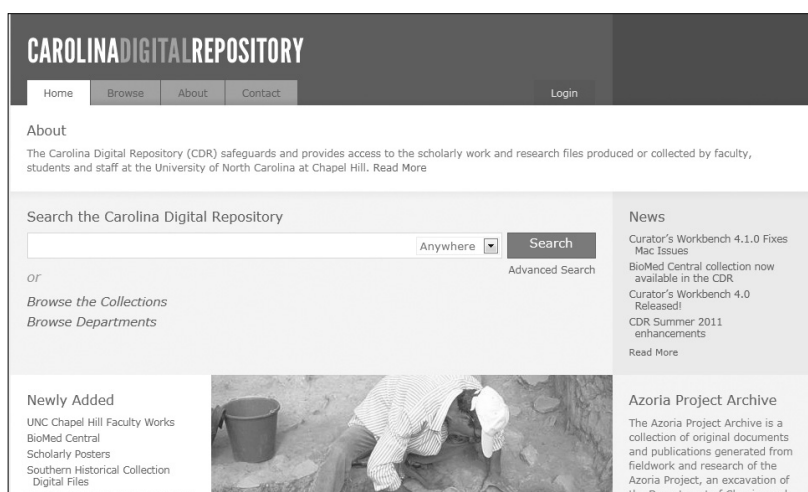 CAROLINADIGITALREPOSITORY
Home Browse About Contact Login
About
The Carolina Digital Repository (CDR) safeguards and provides access to the scholarly work and research files produced or collected by faculty,
students and staff at the University of North Carolina at Chapel Hill. Read More
Search the Carolina Digital Repository
Anywhere Search
Advanced Search
or
Browse the Collections
Browse Departments
News
Curator's Workbench 4.1.0 Fixes
Mac Issues
BioMed Central collection now
available in the CDR
Curator's Workbench 4.0
Released!
CDR Summer 2011
enhancements
Read More
Newly Added
UNC Chapel Hill Faculty Works
BioMed Central
Scholarly Posters
Southern Historical Collection
Digital Files
Azoria Project Archive
The Azoria Project Archive is a
collection of original documents
and publications generated from
fieldwork and research of the
Azoria Project, an excavation of